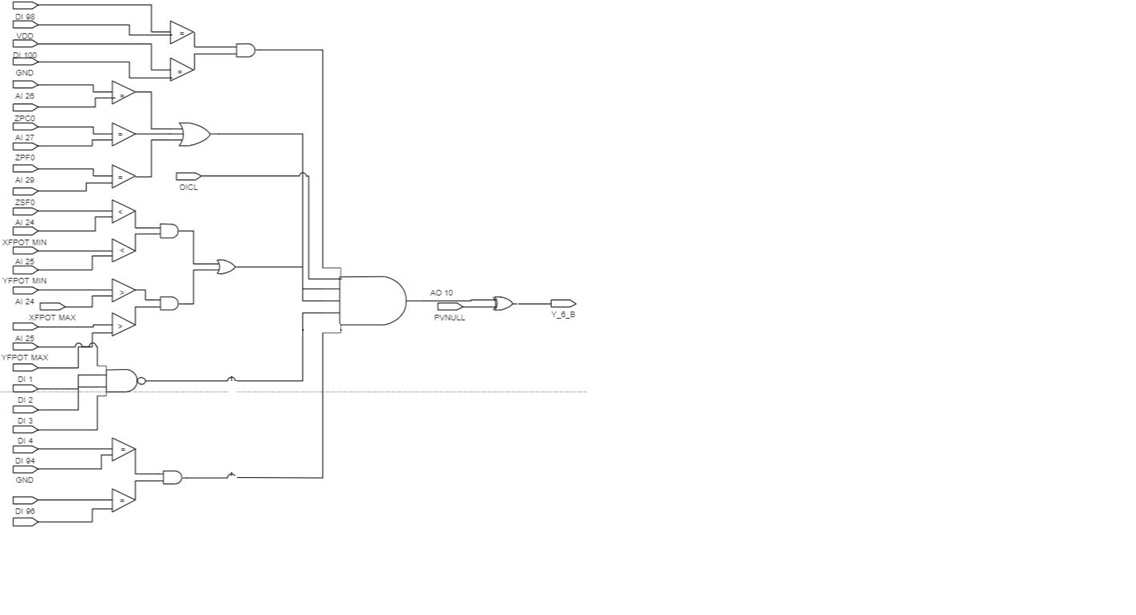 DI 98
VDD
DI 100
GND
AI 26
ZPC0
AI 27
ZPF0
AI 29
ZSF0
AI 24
XFPOT MIN
AI 25
YFPOT MIN
AI 24
XFPOT MAX
AI 25
YFPOT MAX
DI 1
DI 2
DI 3
DI 4
DI 94
GND
DI 96
=
=
=
=
=
<
<
>
>
=
=
OICL
AO 10
PVNULL
Y_6_B